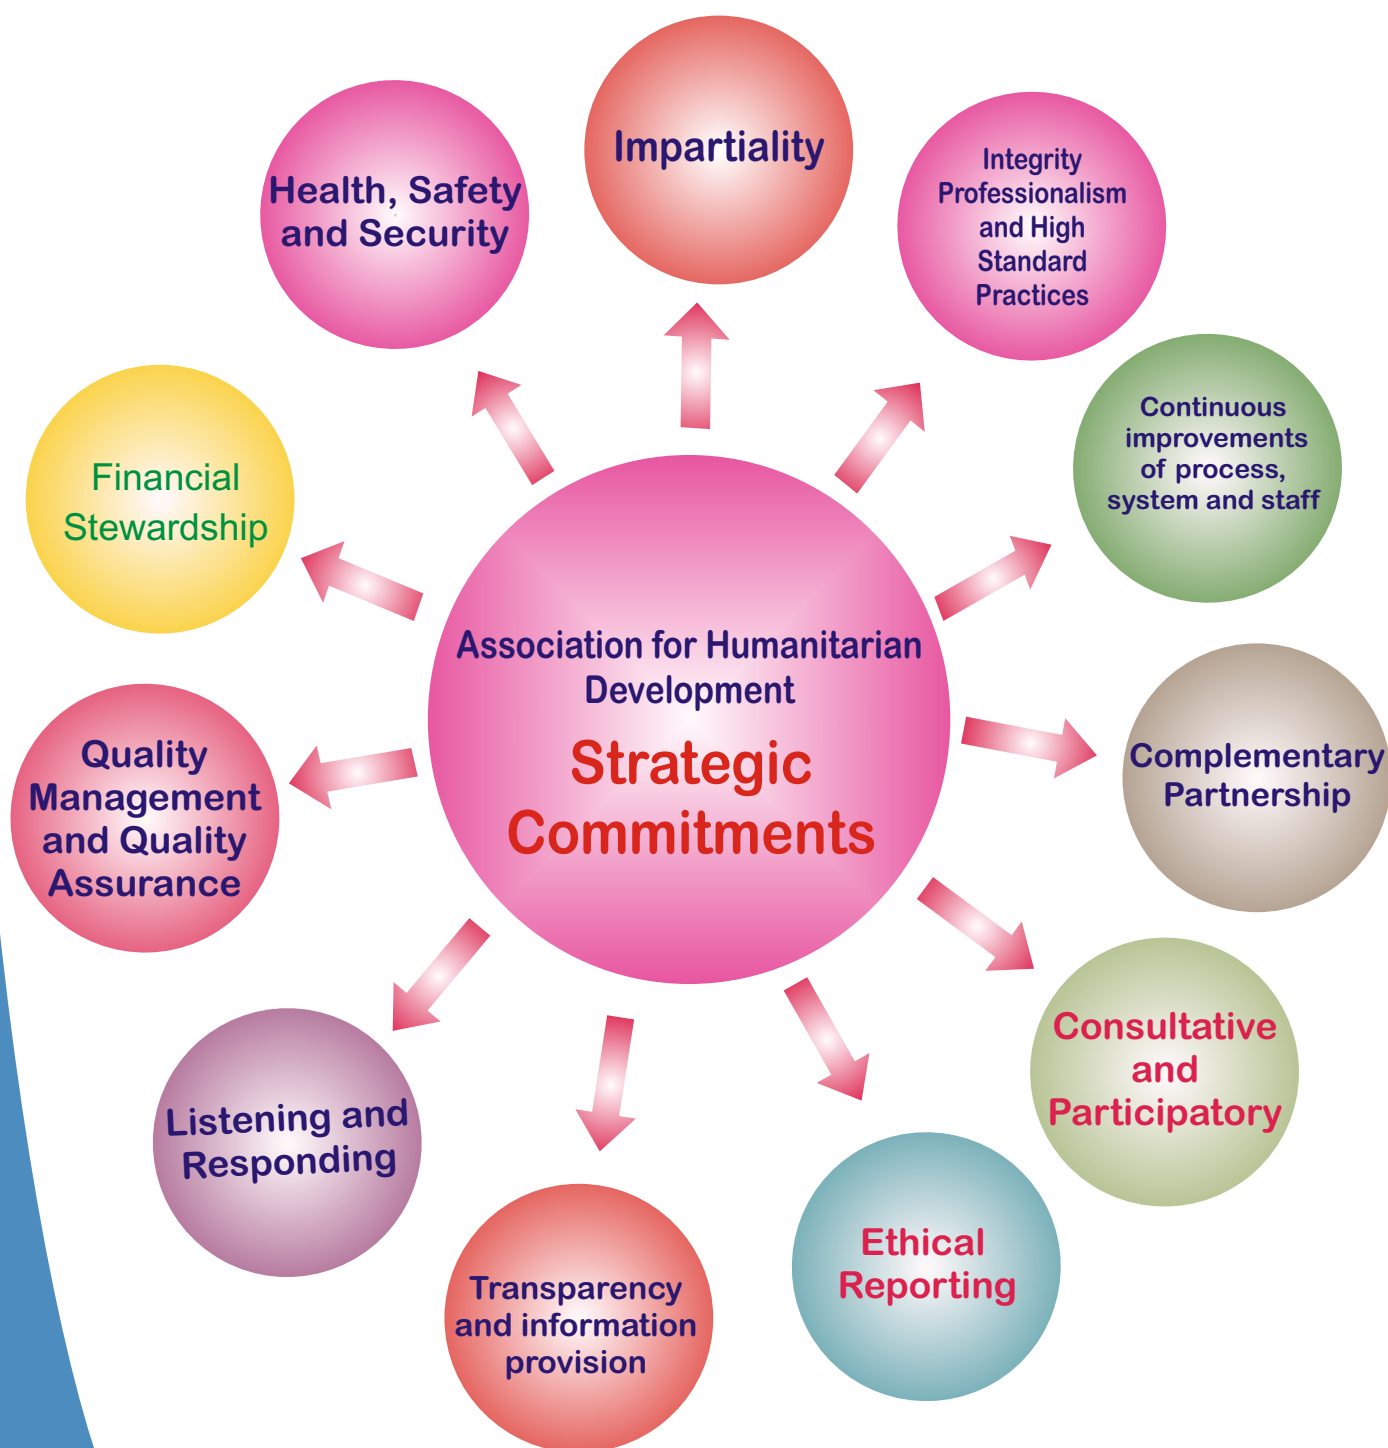 Impartiality
Integrity
Professionalism
and High
Standard
Practices
Continuous
improvements
of process,
system and staff
Complementary
Partnership
Consultative
and
Participatory
Ethical
Reporting
Transparency
and information
provision
Listening and
Responding
Quality
Management
and Quality
Assurance
Financial
Stewardship
Health, Safety
and Security
Association for Humanitarian
Development
Strategic
Commitments